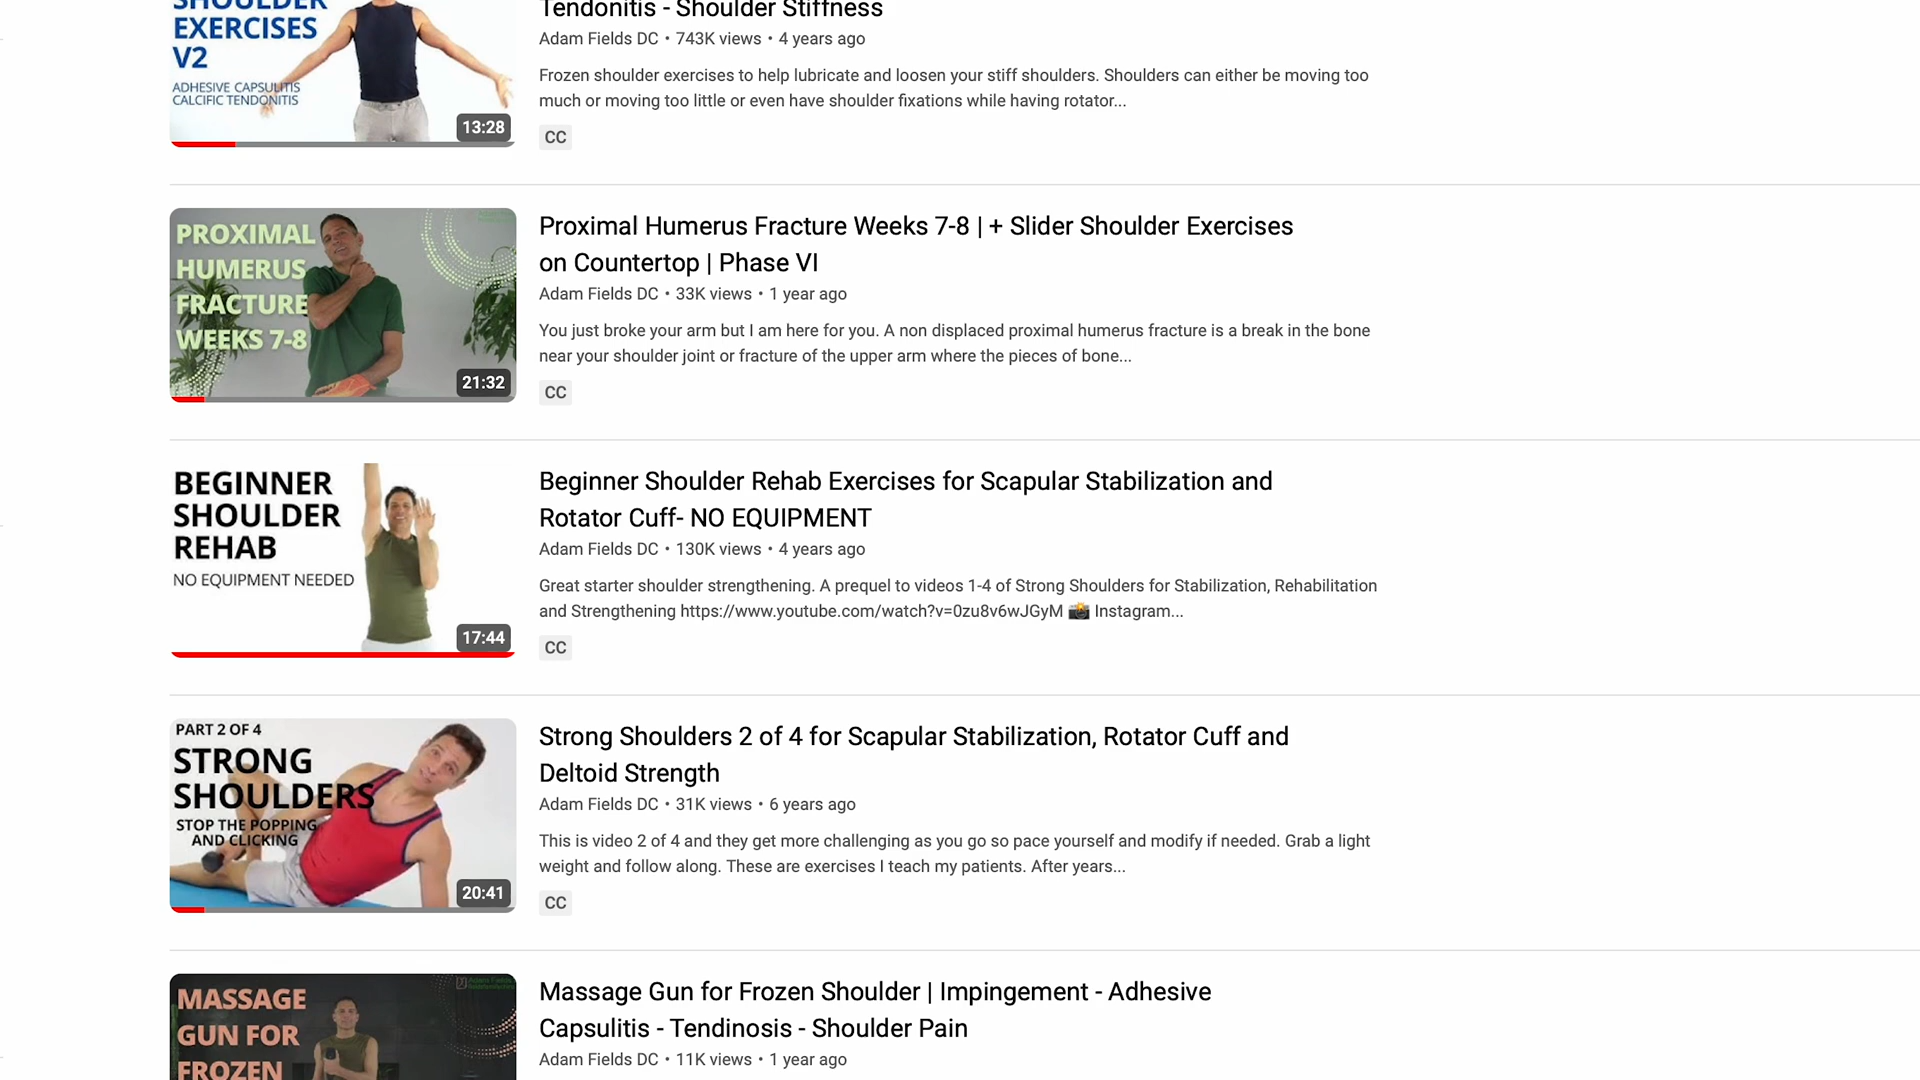 SHOULDER
EXERCISES
V2
ADHESIVE CAPSULITIS
CALCIFIC TENDONITIS
13:28
Tendonitis - Shoulder Stiffness
Adam Fields DC • 743K views • 4 years ago
Frozen shoulder exercises to help lubricate and loosen your stiff shoulders. Shoulders can either be moving too
much or moving too little or even have shoulder fixations while having rotator...
CC
PROXIMAL
HUMERUS
FRACTURE
WEEKS 7-8
21:32
Proximal Humerus Fracture Weeks 7-8 | + Slider Shoulder Exercises
on Countertop | Phase VI
Adam Fields DC • 33K views • 1 year ago
You just broke your arm but I am here for you. A non displaced proximal humerus fracture is a break in the bone
near your shoulder joint or fracture of the upper arm where the pieces of bone...
CC
BEGINNER
SHOULDER
REHAB
NO EQUIPMENT NEEDED
17:44
Beginner Shoulder Rehab Exercises for Scapular Stabilization and
Rotator Cuff- NO EQUIPMENT
Adam Fields DC • 130K views • 4 years ago
Great starter shoulder strengthening. A prequel to videos 1-4 of Strong Shoulders for Stabilization, Rehabilitation
and Strengthening https://www.youtube.com/watch?v=0zu8v6wJGyM 📸 Instagram...
CC
PART 2 OF 4
STRONG
SHOULDERS
STOP THE POPPING
AND CLICKING
20:41
Strong Shoulders 2 of 4 for Scapular Stabilization, Rotator Cuff and
Deltoid Strength
Adam Fields DC • 31K views • 6 years ago
This is video 2 of 4 and they get more challenging as you go so pace yourself and modify if needed. Grab a light
weight and follow along. These are exercises I teach my patients. After years...
CC
MASSAGE
GUN FOR
FROZEN
Massage Gun for Frozen Shoulder | Impingement - Adhesive
Capsulitis - Tendinosis - Shoulder Pain
Adam Fields DC • 11K views • 1 year ago